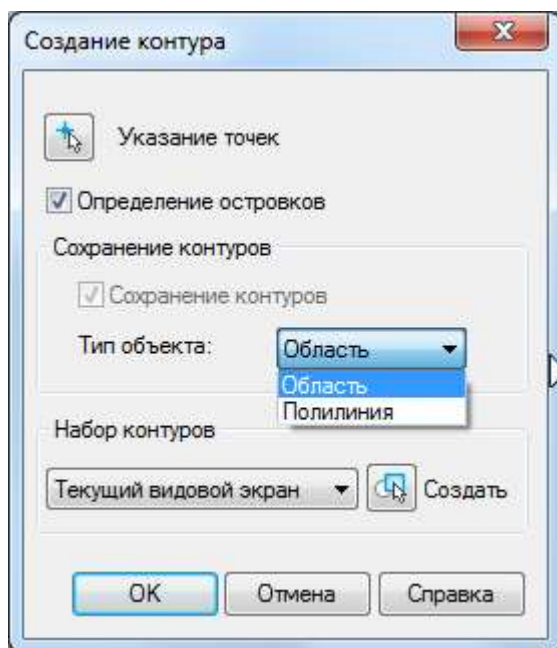 Создание контура
Указание точек
Определение островков
Сохранение контуров
Сохранение контуров
Тип объекта:
Область
Область
Полилиния
Набор контуров
Текущий видовой экран
Создать
OK
Отмена
Справка